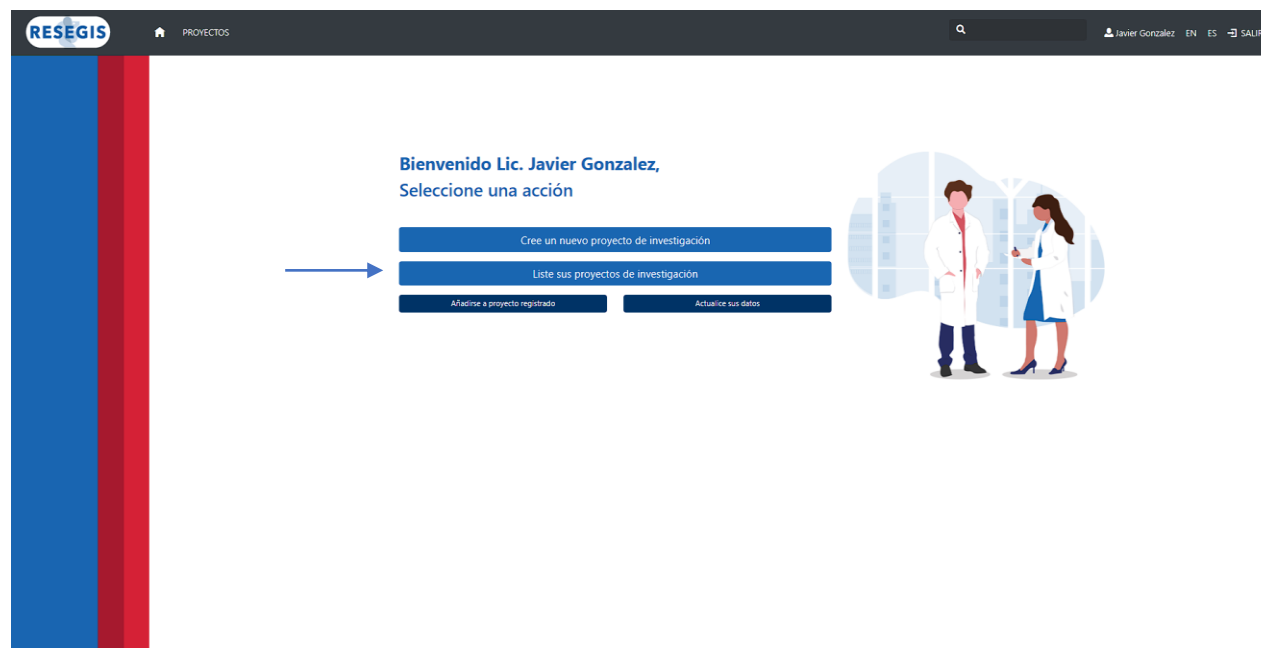 RESEGIS
PROYECTOS
Javier Gonzalez EN ES SALIR
Bienvenido Lic. Javier Gonzalez,
Seleccione una acción
Cree un nuevo proyecto de investigación
Liste sus proyectos de investigación
Añadirse a proyecto registrado
Actualice sus datos